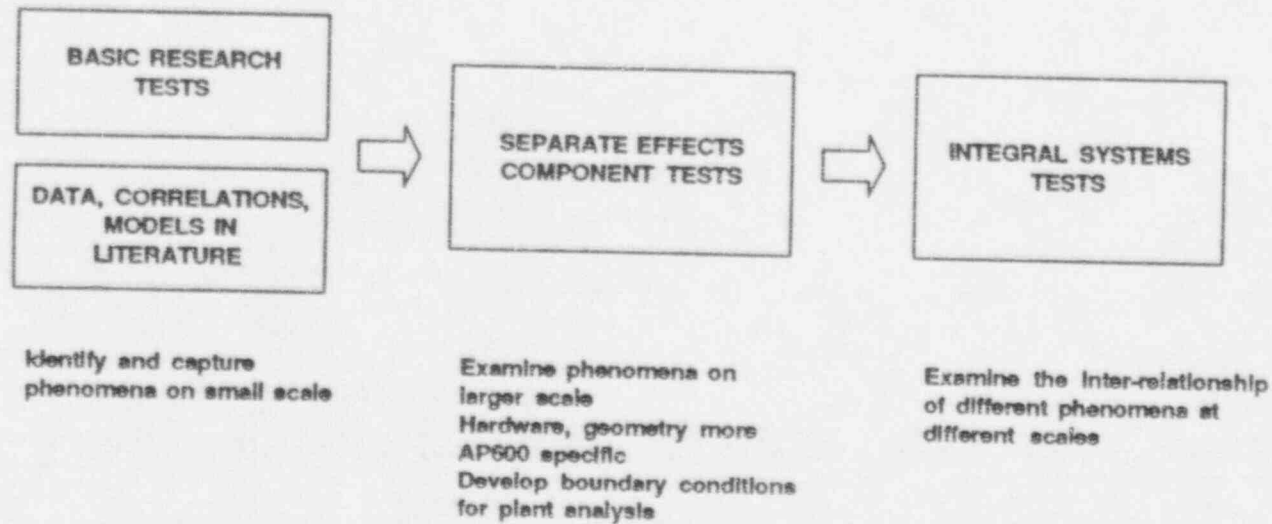 BASIC RESEARCH
TESTS
DATA, CORRELATIONS,
MODELS IN
LITERATURE
Identify and capture
phenomena on small scale
SEPARATE EFFECTS
COMPONENT TESTS
Examine phenomena on
larger scale
Hardware, geometry more
AP600 specific
Develop boundary conditions
for plant analysis
INTEGRAL SYSTEMS
TESTS
Examine the inter-relationship
of different phenomena at
different scales